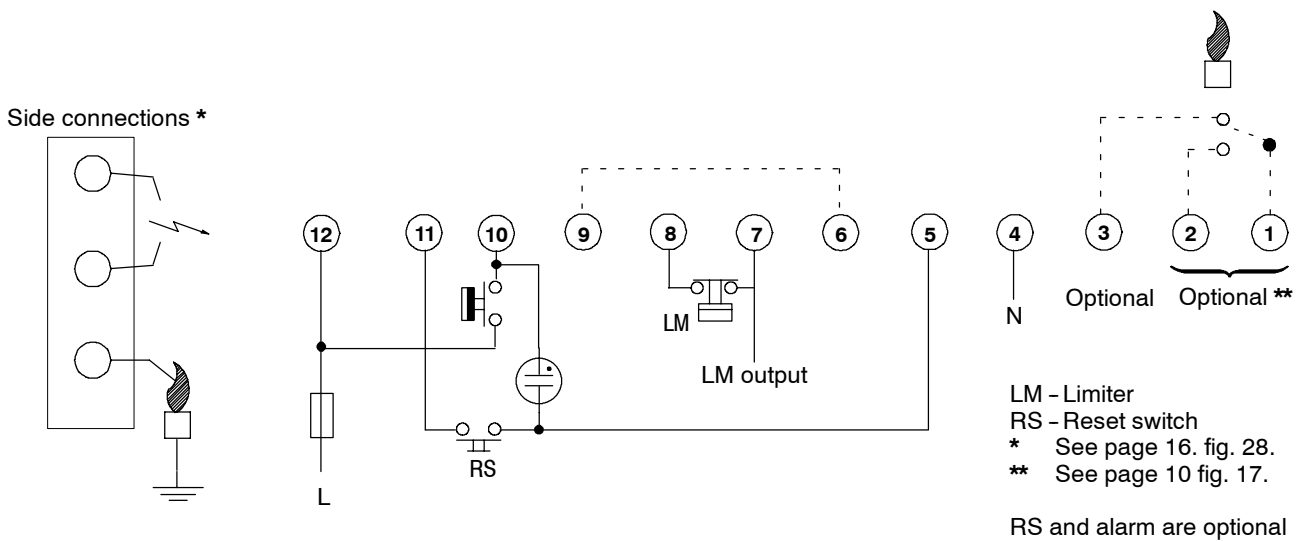 Side connections *
12
11
10
9
8
7
6
5
4
3
2
1
Optional
Optional **
N
LM
LM output
RS
L
LM - Limiter
RS - Reset switch
* See page 16. fig. 28.
** See page 10 fig. 17.
RS and alarm are optional